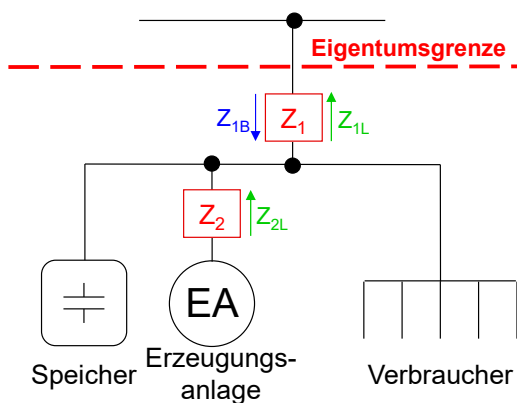 Eigentumsgrenze
Z1B
Z1
Z1L
Z2
Z2L
EA
Speicher
Erzeugungs-
anlage
Verbraucher